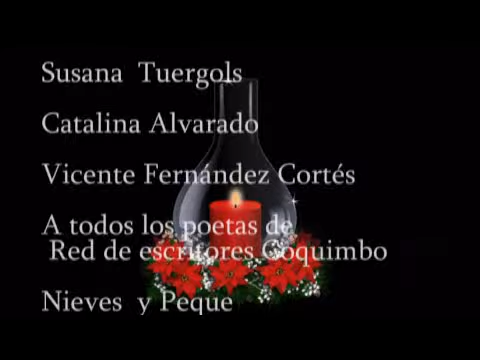 Susana Tuergols
Catalina Alvarado
Vicente Fernández Cortés
A todos los poetas de
Red de escritores Coquimbo
Nieves y Peque